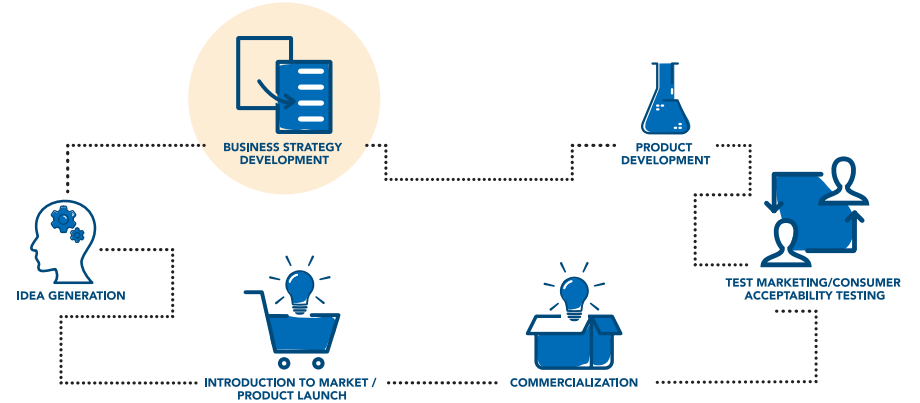 BUSINESS STRATEGY
DEVELOPMENT
PRODUCT
DEVELOPMENT
IDEA GENERATION
TEST MARKETING/CONSUMER
ACCEPTABILITY TESTING
INTRODUCTION TO MARKET /
PRODUCT LAUNCH
COMMERCIALIZATION